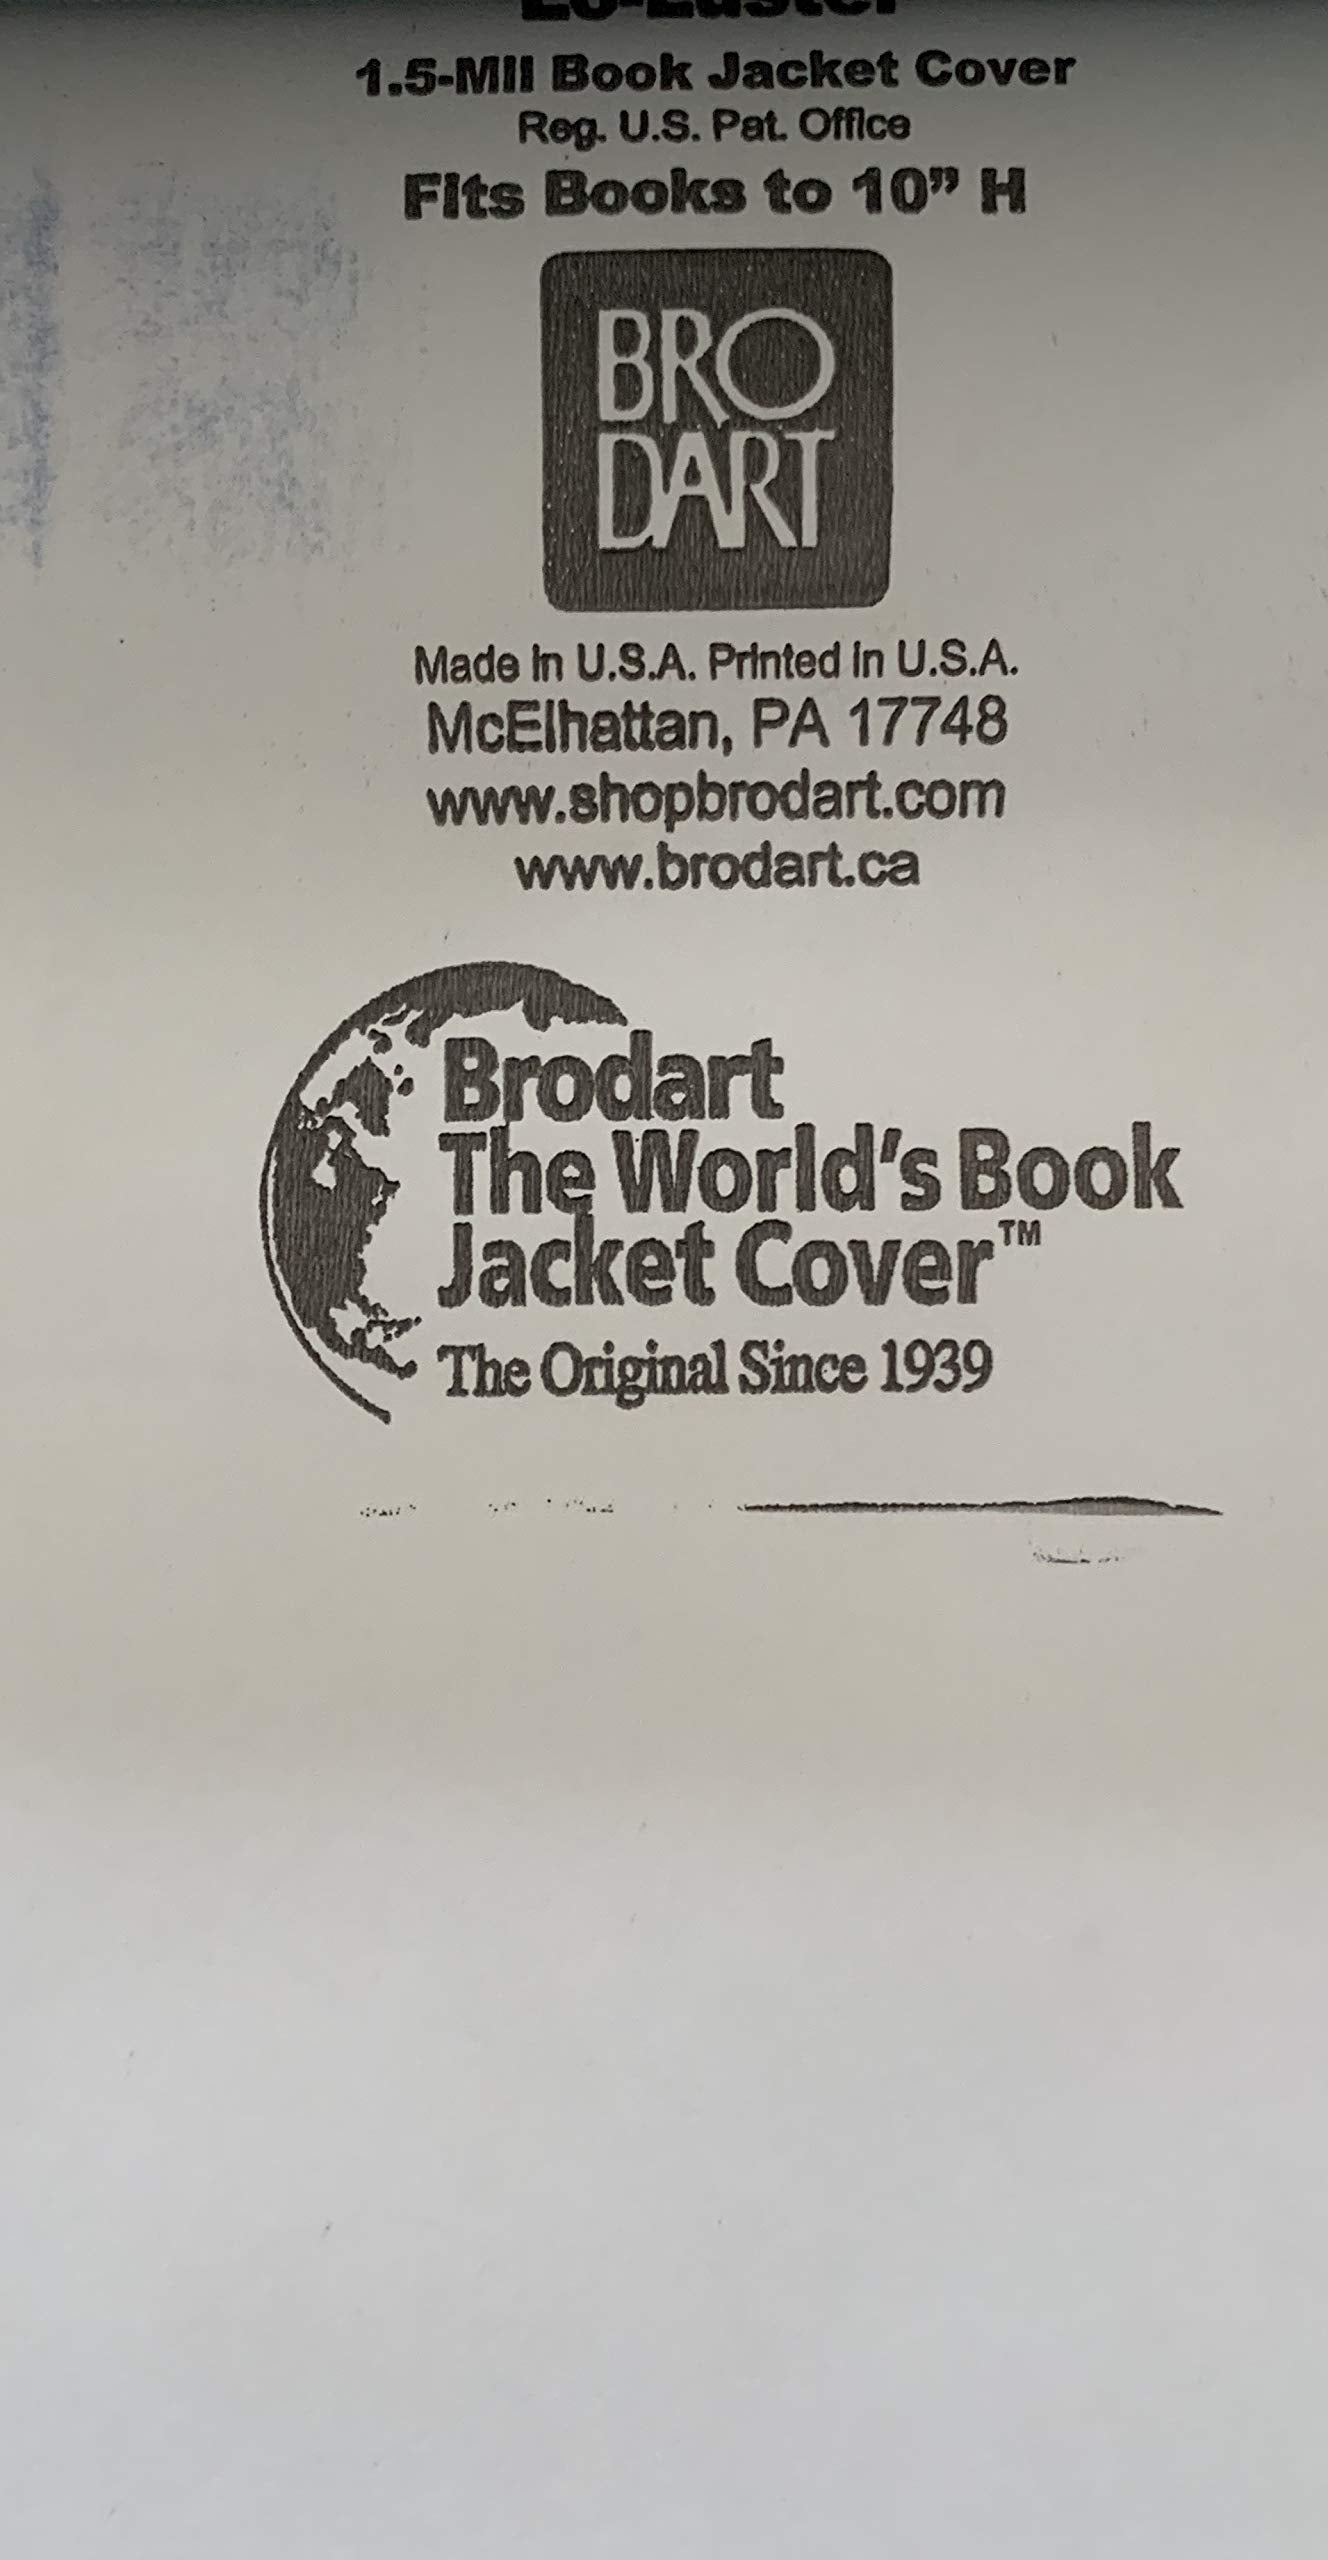 Lo-Luster
1.5-Mil Book Jacket Cover
Reg. U.S. Pat. Office
Fits Books to 10” H
BRO
DART
Made in U.S.A. Printed in U.S.A.
McElhattan, PA 17748
www.shopbrodart.com
www.brodart.ca
Brodart
The World’s Book
Jacket Cover™
The Original Since 1939